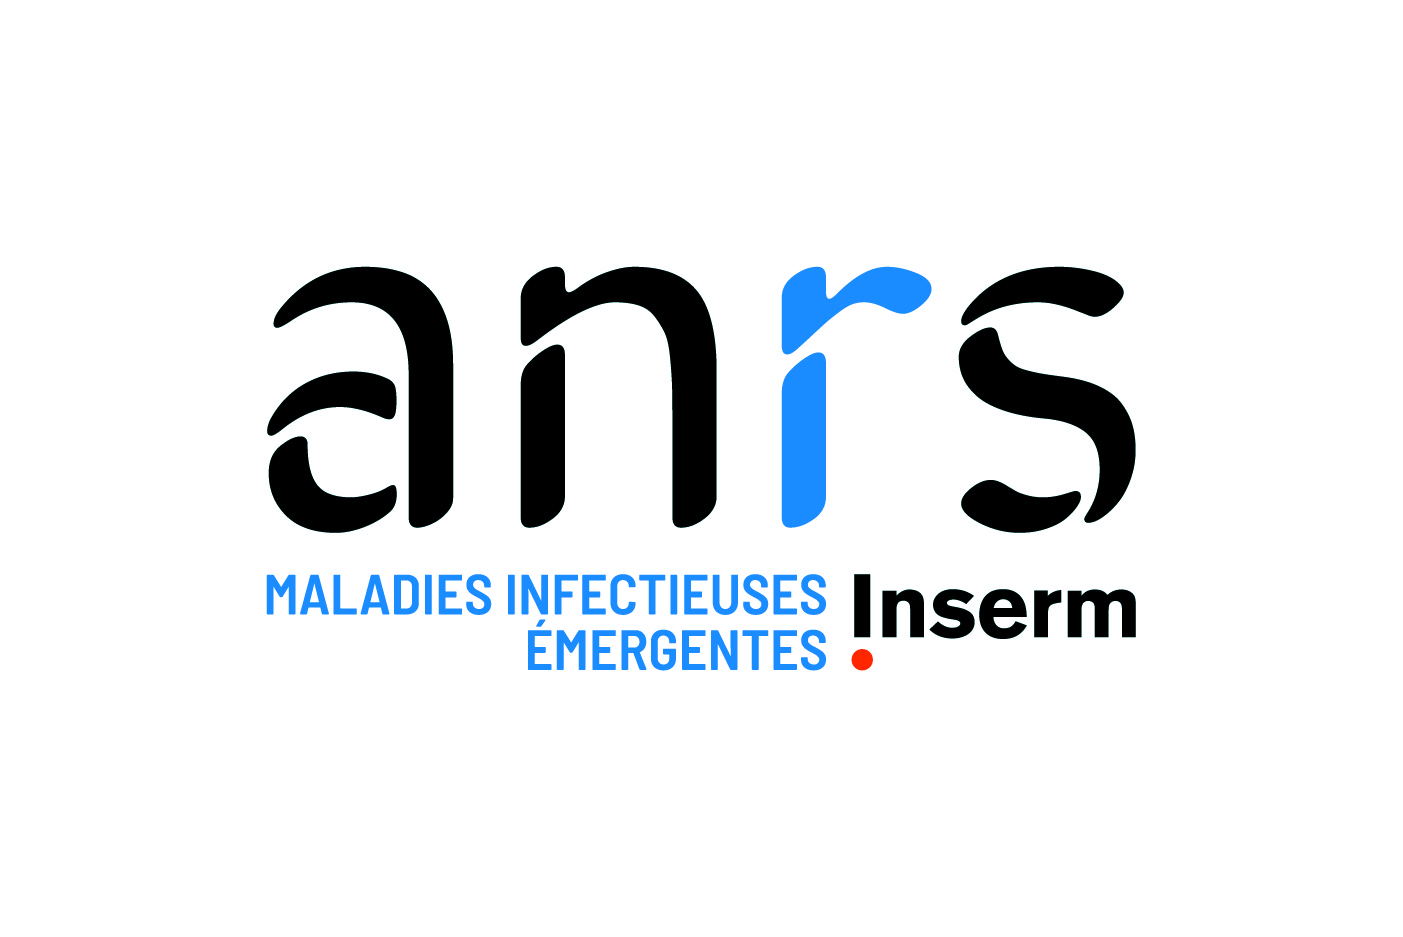 anrs
MALADIES INFECTIEUSES
ÉMERGENTES
Inserm